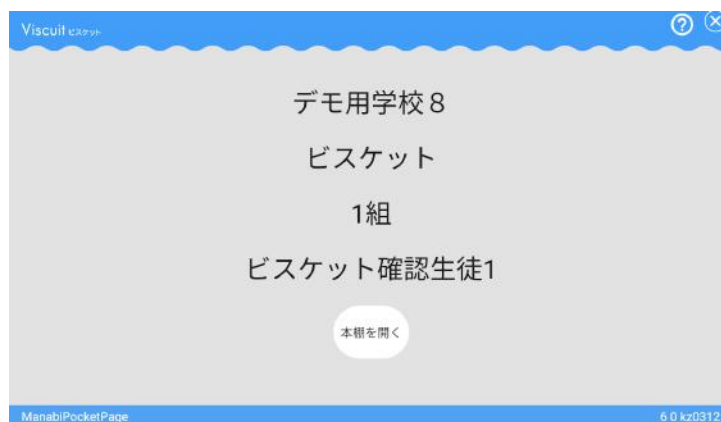 Viscuit ビスケット
デモ用学校８
ビスケット
1組
ビスケット確認生徒1
本棚を開く
ManabiPocketPage
6.0 kz0312